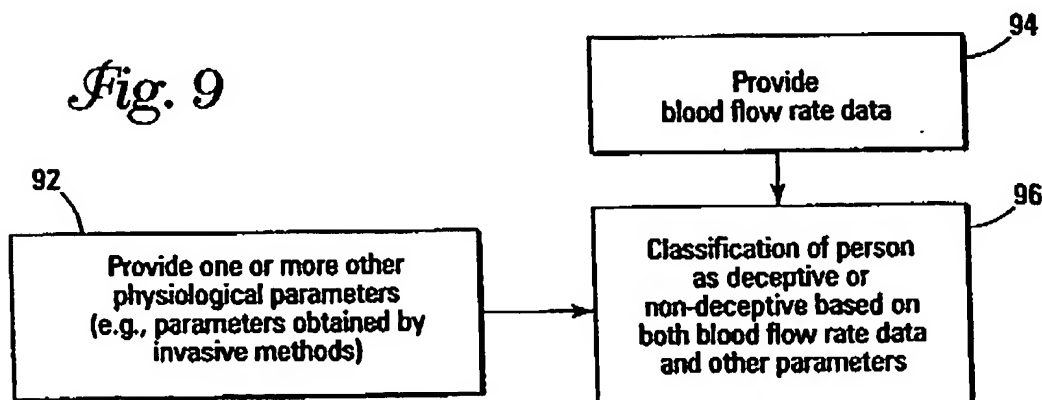 Fig. 9
94
Provide
blood flow rate data
92
Provide one or more other
physiological parameters
(e.g., parameters obtained by
invasive methods)
96
Classification of person
as deceptive or
non-deceptive based on
both blood flow rate data
and other parameters